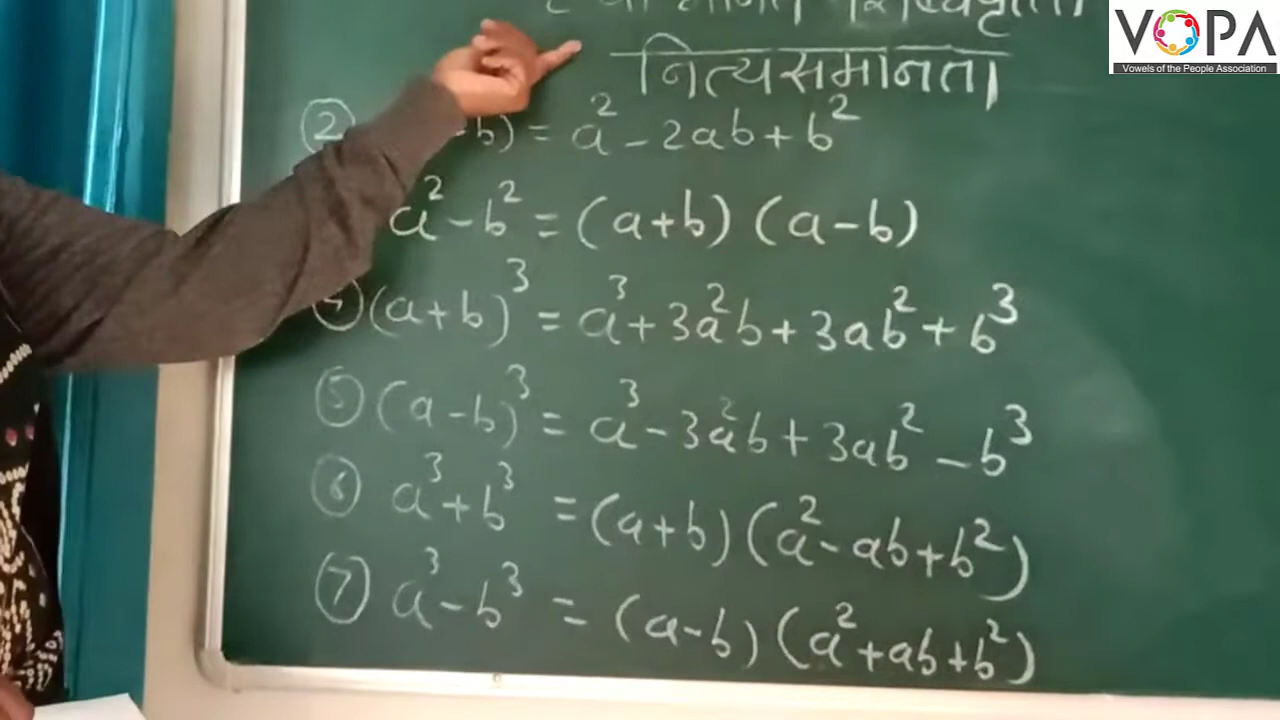 VOPA
Vowels of the People Association
नित्यसमानता
② -b) = a² - 2ab + b²
a² - b² = (a+b) (a-b)
④ (a+b)³ = a³ + 3a²b + 3ab² + b³
⑤ (a-b)³ = a³ - 3a²b + 3ab² - b³
⑥ a³ + b³ = (a+b) (a² - ab + b²)
⑦ a³ - b³ = (a-b) (a² + ab + b²)